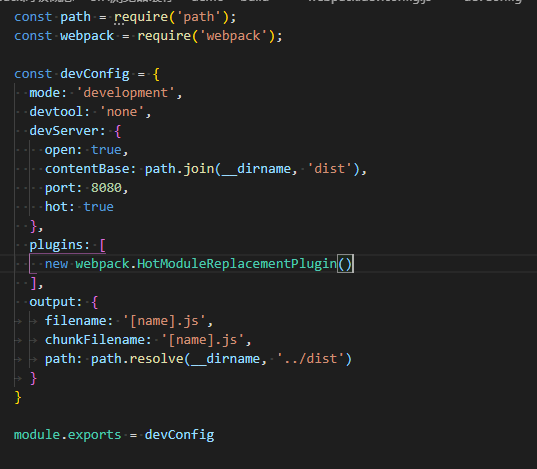 const path = require('path');
const webpack = require('webpack');
const devConfig = {
  mode: 'development',
  devtool: 'none',
  devServer: {
    open: true,
    contentBase: path.join(__dirname, 'dist'),
    port: 8080,
    hot: true
  },
  plugins: [
    new webpack.HotModuleReplacementPlugin()
  ],
  output: {
    filename: '[name].js',
    chunkFilename: '[name].js',
    path: path.resolve(__dirname, '../dist')
  }
}
module.exports = devConfig